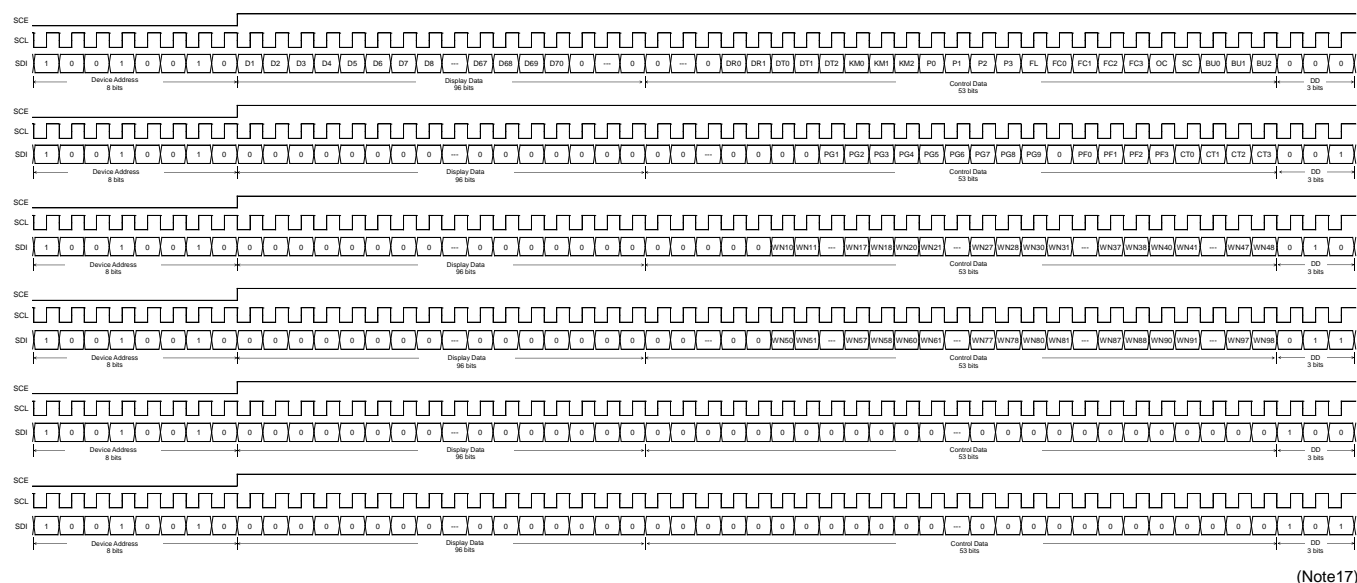 SCE
SCL
SDI 1 0 0 1 0 0 1 0 D1 D2 D3 D4 D5 D6 D7 D8 --- D67 D68 D69 D70 0 --- 0 0 --- 0 DR0 DR1 DT0 DT1 DT2 KM0 KM1 KM2 P0 P1 P2 P3 FL FC0 FC1 FC2 FC3 OC SC BU0 BU1 BU2 0 0 0
Device Address Display Data Control Data DD
8 bits 96 bits 53 bits 3 bits
SCE
SCL
SDI 1 0 0 1 0 0 1 0 0 0 0 0 0 0 0 0 --- 0 0 0 0 0 0 0 0 0 --- 0 0 0 0 PG1 PG2 PG3 PG4 PG5 PG6 PG7 PG8 PG9 0 PF0 PF1 PF2 PF3 CT0 CT1 CT2 CT3 0 0 1
Device Address Display Data Control Data DD
8 bits 96 bits 53 bits 3 bits
SCE
SCL
SDI 1 0 0 1 0 0 1 0 0 0 0 0 0 0 0 0 --- 0 0 0 0 0 0 0 0 0 0 0 0 WN10 WN11 --- WN17 WN18 WN20 WN21 --- WN27 WN28 WN30 WN31 --- WN37 WN38 WN40 WN41 --- WN47 WN48 0 1 0
Device Address Display Data Control Data DD
8 bits 96 bits 53 bits 3 bits
SCE
SCL
SDI 1 0 0 1 0 0 1 0 0 0 0 0 0 0 0 0 --- 0 0 0 0 0 0 0 0 0 --- 0 0 WN50 WN51 --- WN57 WN58 WN60 WN61 --- WN77 WN78 WN80 WN81 --- WN87 WN88 WN90 WN91 --- WN97 WN98 0 1 1
Device Address Display Data Control Data DD
8 bits 96 bits 53 bits 3 bits
SCE
SCL
SDI 1 0 0 1 0 0 1 0 0 0 0 0 0 0 0 0 --- 0 0 0 0 0 0 0 0 0 0 0 0 0 0 0 0 0 0 0 --- 0 0 0 0 0 0 0 0 0 0 0 0 1 0 0
Device Address Display Data Control Data DD
8 bits 96 bits 53 bits 3 bits
SCE
SCL
SDI 1 0 0 1 0 0 1 0 0 0 0 0 0 0 0 0 --- 0 0 0 0 0 0 0 0 0 0 0 0 0 0 0 0 0 0 0 --- 0 0 0 0 0 0 0 0 0 0 0 0 1 0 1
Device Address Display Data Control Data DD
8 bits 96 bits 53 bits 3 bits
(Note17)